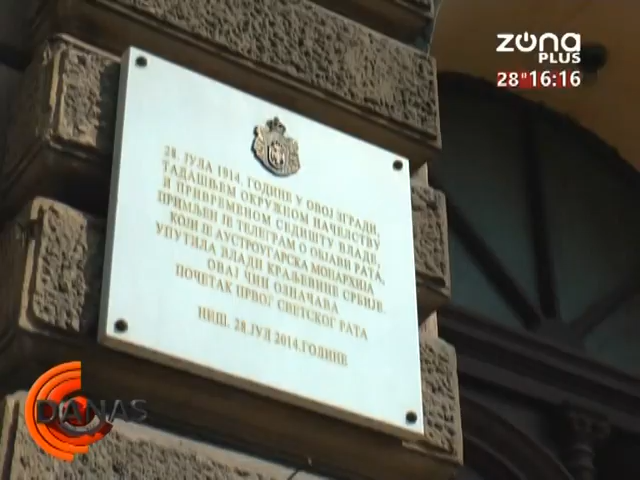 zona
PLUS
28° 16:16
28. ЈУЛА 1914. ГОДИНЕ У ОВОЈ ЗГРАДИ,
ТАДАШЊЕМ ОКРУЖНОМ НАЧЕЛСТВУ
И ПРИВРЕМЕНОМ СЕДИШТУ ВЛАДЕ,
ПРИМЉЕН ЈЕ ТЕЛЕГРАМ О ОБЈАВИ РАТА,
КОЈИ ЈЕ АУСТРОУГАРСКА МОНАРХИЈА
УПУТИЛА ВЛАДИ КРАЉЕВИНЕ СРБИЈЕ.
ОВАЈ ЧИН ОЗНАЧАВА
ПОЧЕТАК ПРВОГ СВЕТСКОГ РАТА
НИШ, 28. ЈУЛ 2014. ГОДИНЕ
DANAS